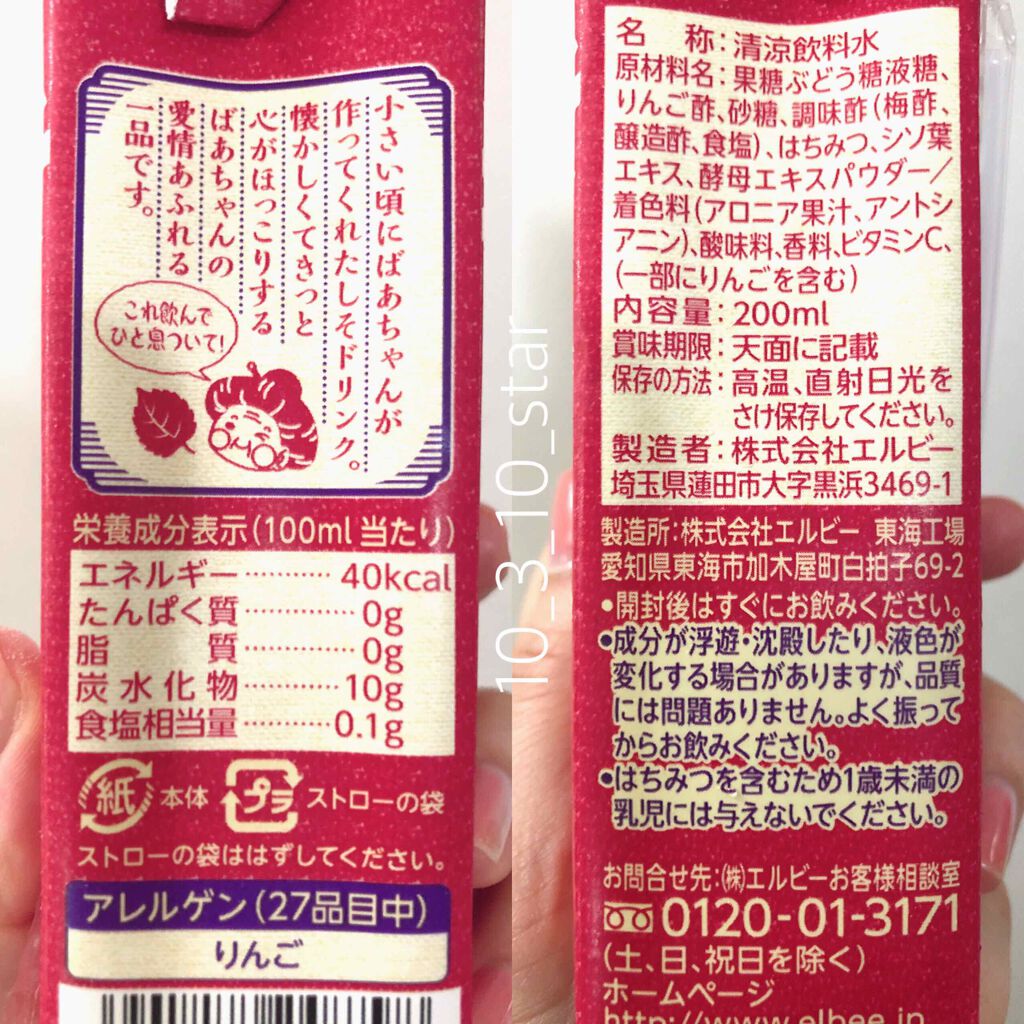 小さい頃にばあちゃんが
作ってくれたしそドリンク。
懐かしくてきっと
心がほっこりする
ばあちゃんの
愛情あふれる
一品です。
これ飲んで
ひと息ついて!
栄養成分表示(100ml当たり)
エネルギー………… 40kcal
たんぱく質………… 0g
脂質………… 0g
炭水化物………… 10g
食塩相当量………… 0.1g
紙 本体 プラ ストローの袋
ストローの袋ははずしてください。
アレルゲン(27品目中)
りんご
10_3_10_star
名称:清涼飲料水
原材料名:果糖ぶどう糖液糖、
りんご酢、砂糖、調味酢(梅酢、
醸造酢、食塩)、はちみつ、シソ葉
エキス、酵母エキスパウダー/
着色料(アロニア果汁、アントシ
アニン)、酸味料、香料、ビタミンC、
(一部にりんごを含む)
内容量:200ml
賞味期限:天面に記載
保存の方法:高温、直射日光を
さけ保存してください。
製造者:株式会社エルビー
埼玉県蓮田市大字黒浜3469-1
製造所:株式会社エルビー 東海工場
愛知県東海市加木屋町白拍子69-2
•開封後はすぐにお飲みください。
•成分が浮遊・沈殿したり、液色が
変化する場合がありますが、品質
には問題ありません。よく振って
からお飲みください。
•はちみつを含むため1歳未満の
乳児には与えないでください。
お問合せ先:㈱エルビーお客様相談室
0120-01-3171
(土、日、祝日を除く)
ホームページ
http://www.elbee.jp